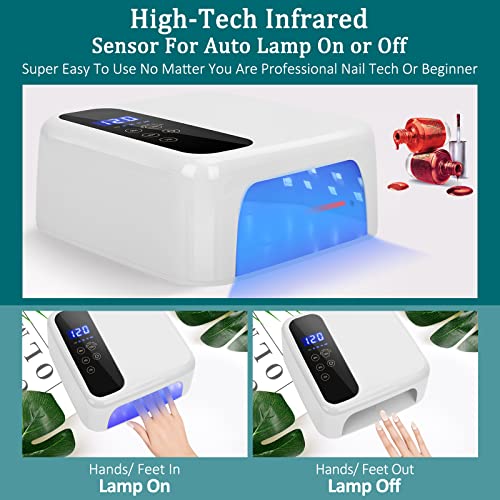 High-Tech Infrared
Sensor For Auto Lamp On or Off
Super Easy To Use No Matter You Are Professional Nail Tech Or Beginner
120
120
120
Hands/ Feet In
Lamp On
Hands/ Feet Out
Lamp Off